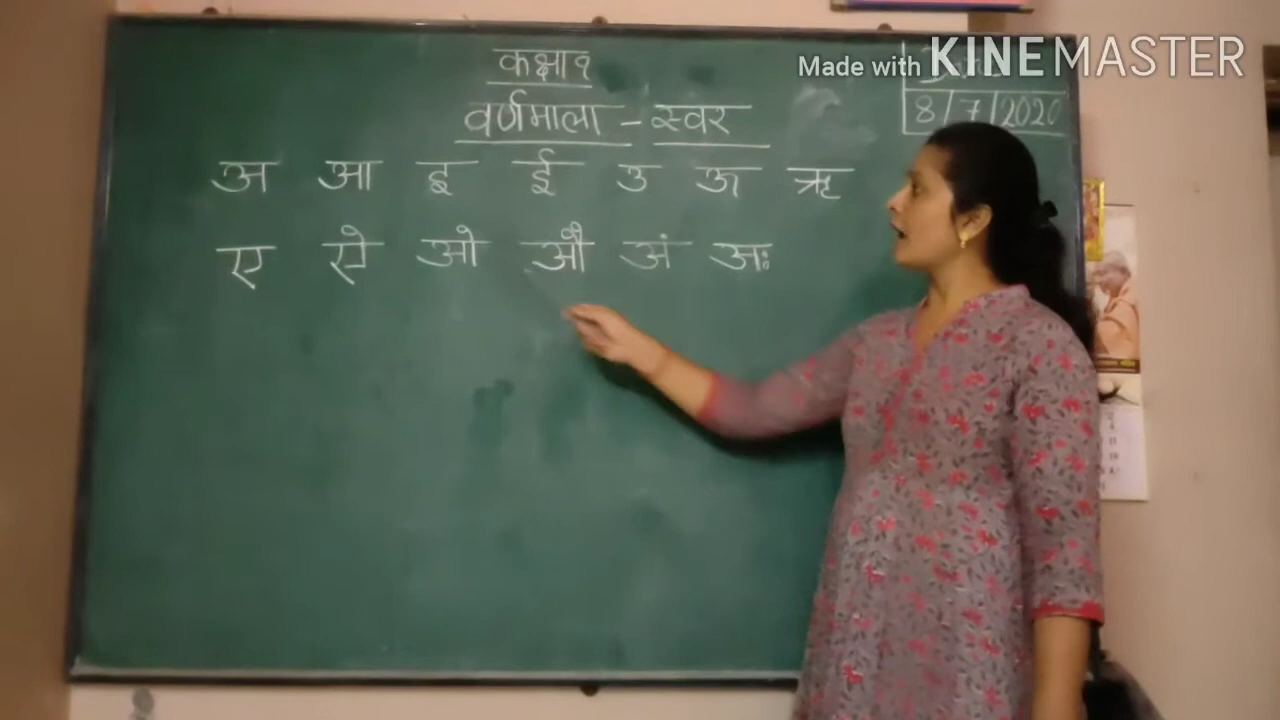 Made with KINEMASTER
कक्षा १
वर्णमाला - स्वर
8/7/2020
अ आ इ ई उ ऊ ऋ
ए ऐ ओ औ अं अः